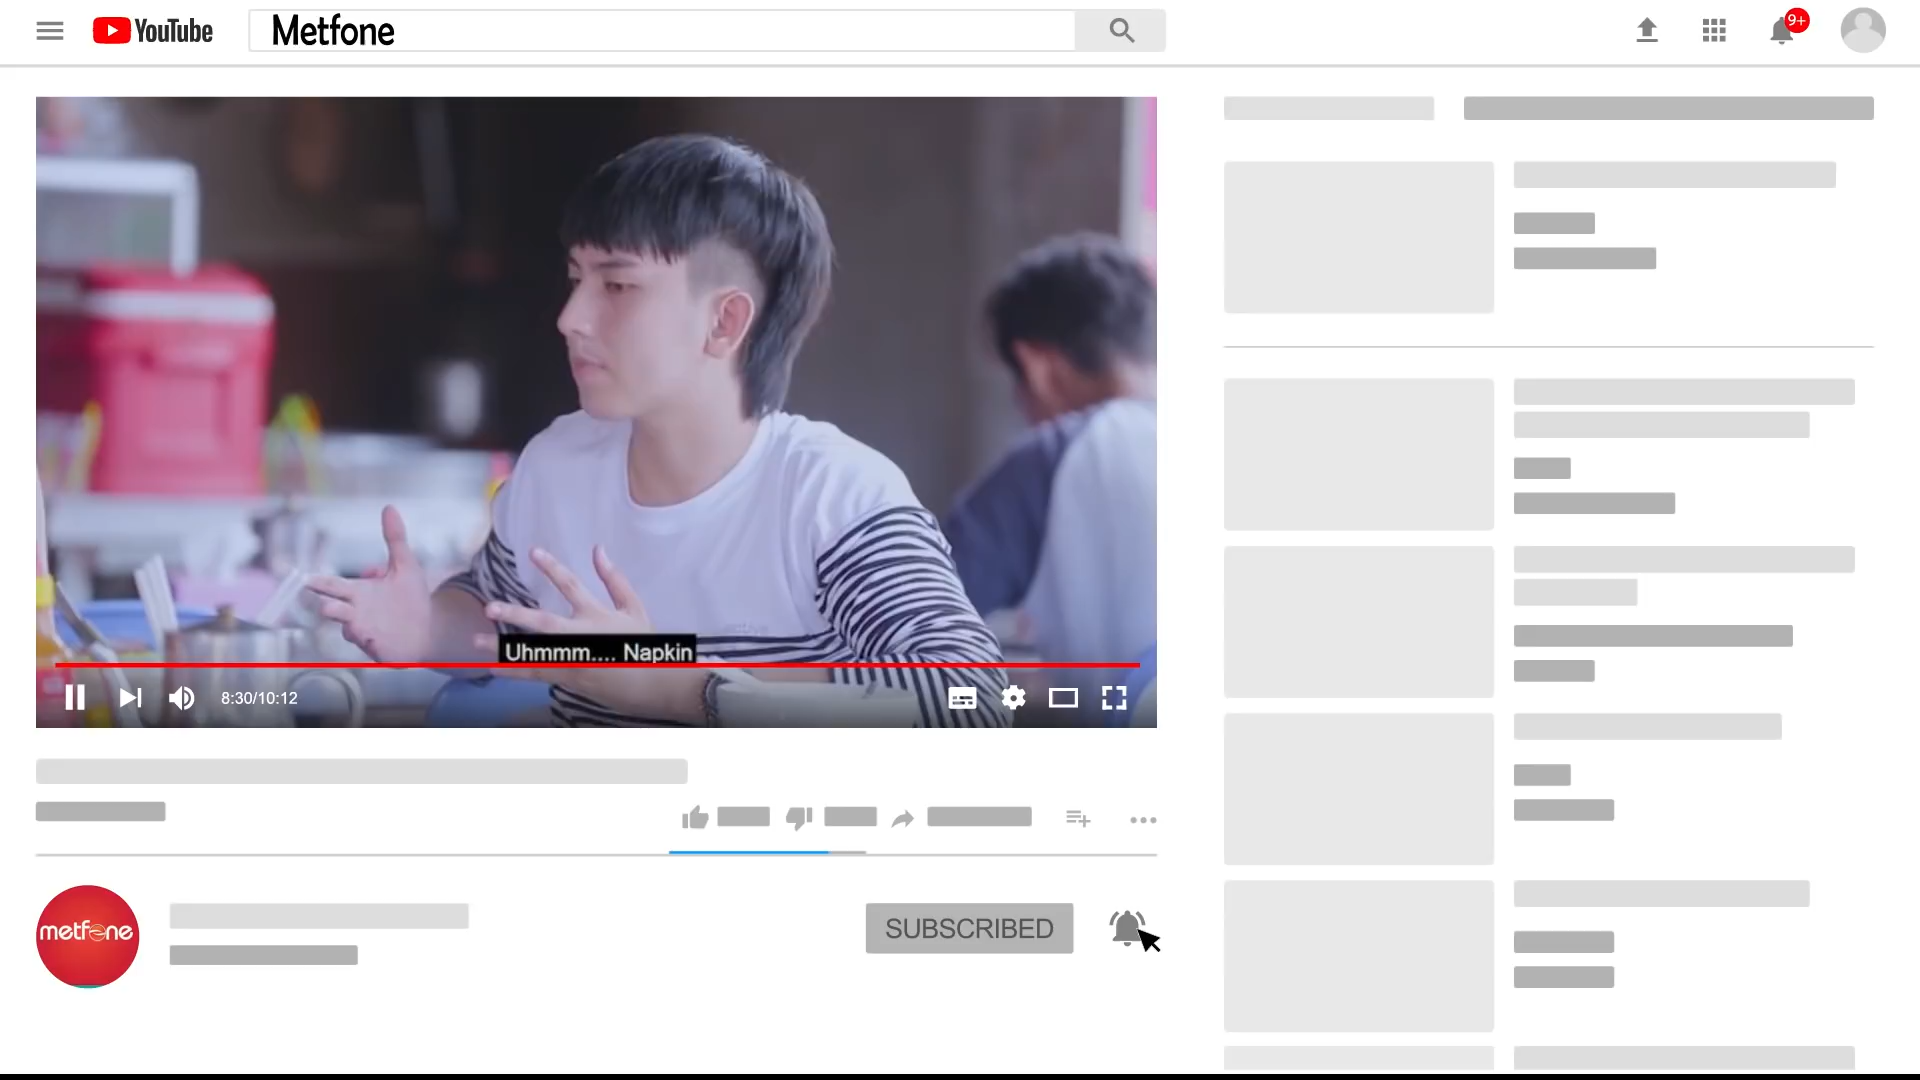 YouTube
Metfone
9+
Uhmmm.... Napkin
8:30/10:12
metfone
SUBSCRIBED